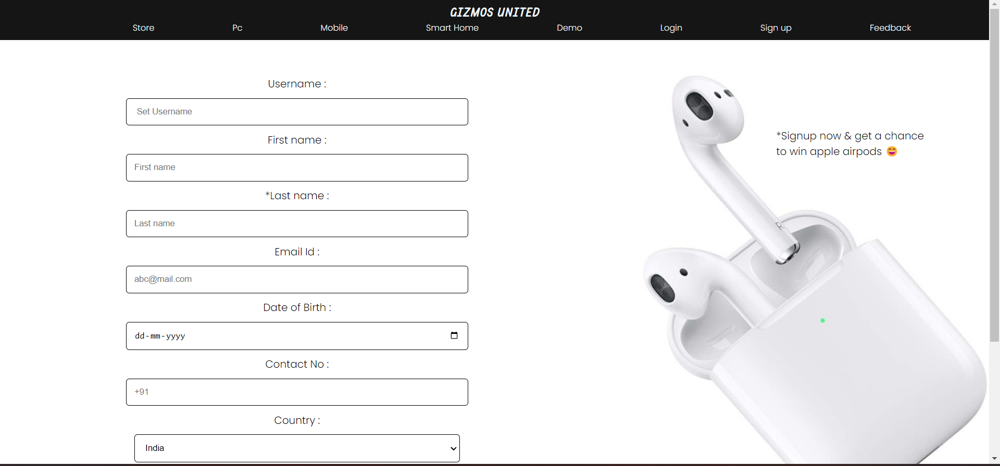 GIZMOS UNITED
Store Pc Mobile Smart Home Demo Login Sign up Feedback
Username :
Set Username
First name :
First name
*Last name :
Last name
Email Id :
abc@mail.com
Date of Birth :
dd-mm-yyyy
Contact No :
+91
Country :
India
*Signup now & get a chance
to win apple airpods 😄
R